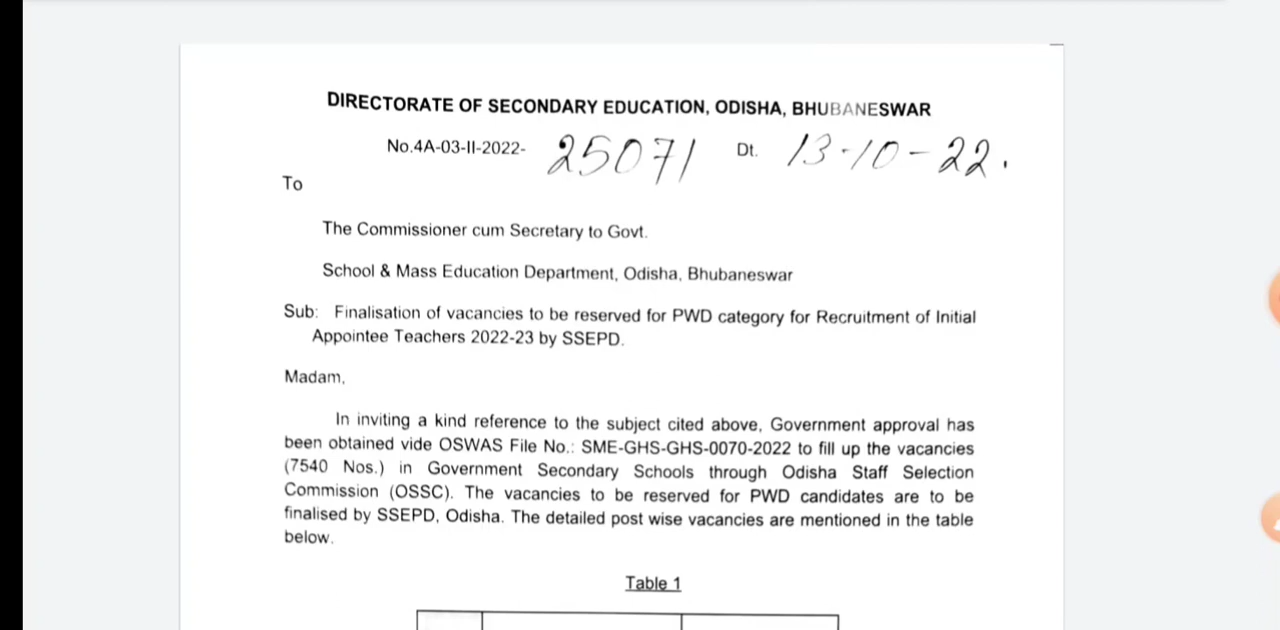 DIRECTORATE OF SECONDARY EDUCATION, ODISHA, BHUBANESWAR
No.4A-03-II-2022- 25071 Dt. 13-10-22.
To
The Commissioner cum Secretary to Govt.
School & Mass Education Department, Odisha, Bhubaneswar
Sub: Finalisation of vacancies to be reserved for PWD category for Recruitment of Initial
Appointee Teachers 2022-23 by SSEPD.
Madam,
In inviting a kind reference to the subject cited above, Government approval has
been obtained vide OSWAS File No.: SME-GHS-GHS-0070-2022 to fill up the vacancies
(7540 Nos.) in Government Secondary Schools through Odisha Staff Selection
Commission (OSSC). The vacancies to be reserved for PWD candidates are to be
finalised by SSEPD, Odisha. The detailed post wise vacancies are mentioned in the table
below.
Table 1